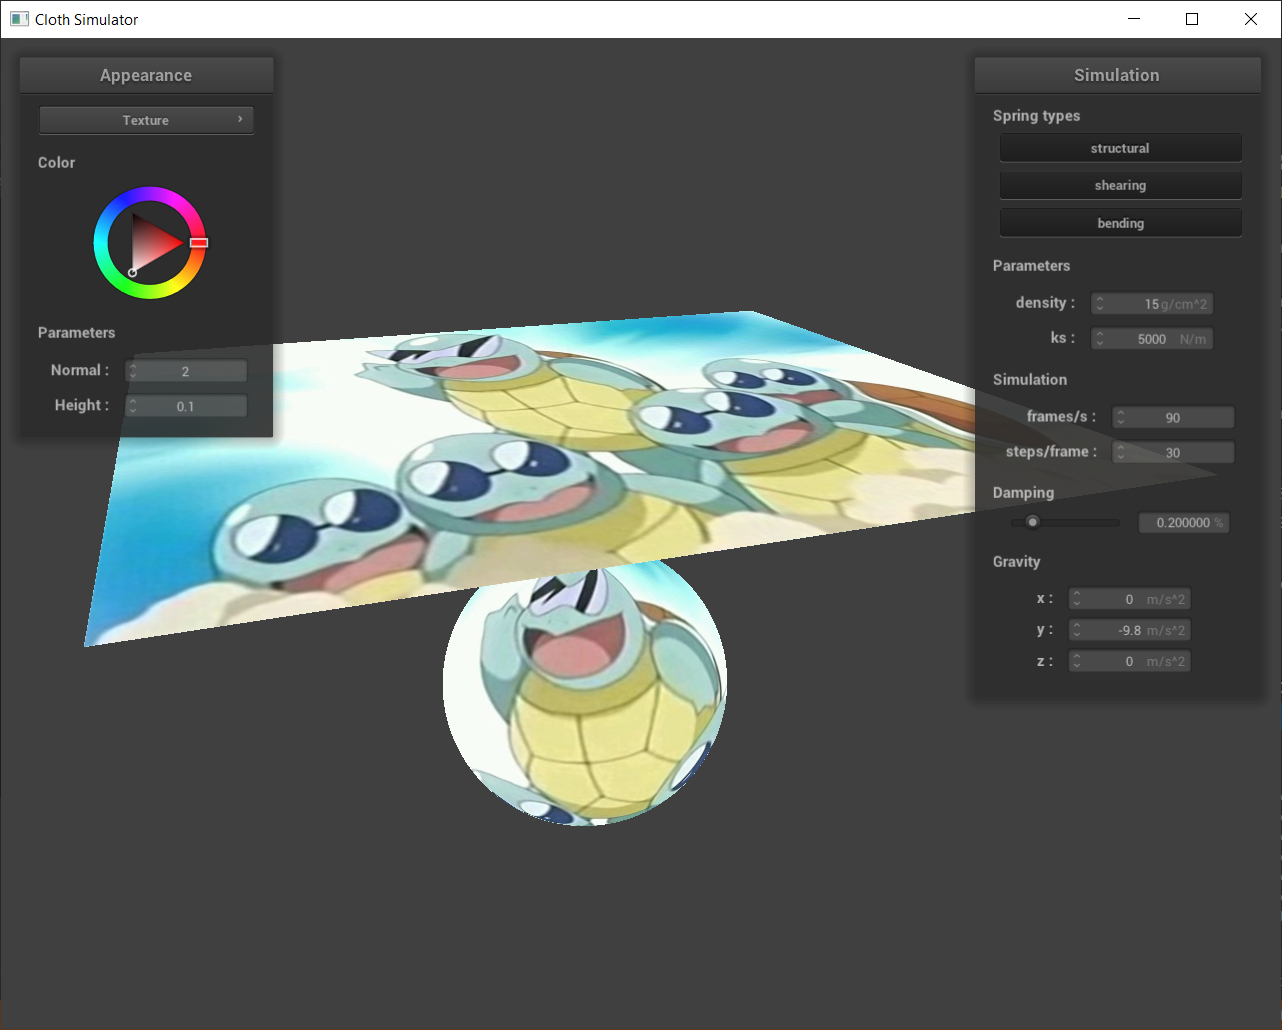 Cloth Simulator
Appearance
Texture
Color
Parameters
Normal : 2
Height : 0.1
Simulation
Spring types
structural
shearing
bending
Parameters
density : 15 g/cm^2
ks : 5000 N/m
Simulation
frames/s : 90
steps/frame : 30
Damping
0.200000 %
Gravity
x : 0 m/s^2
y : -9.8 m/s^2
z : 0 m/s^2